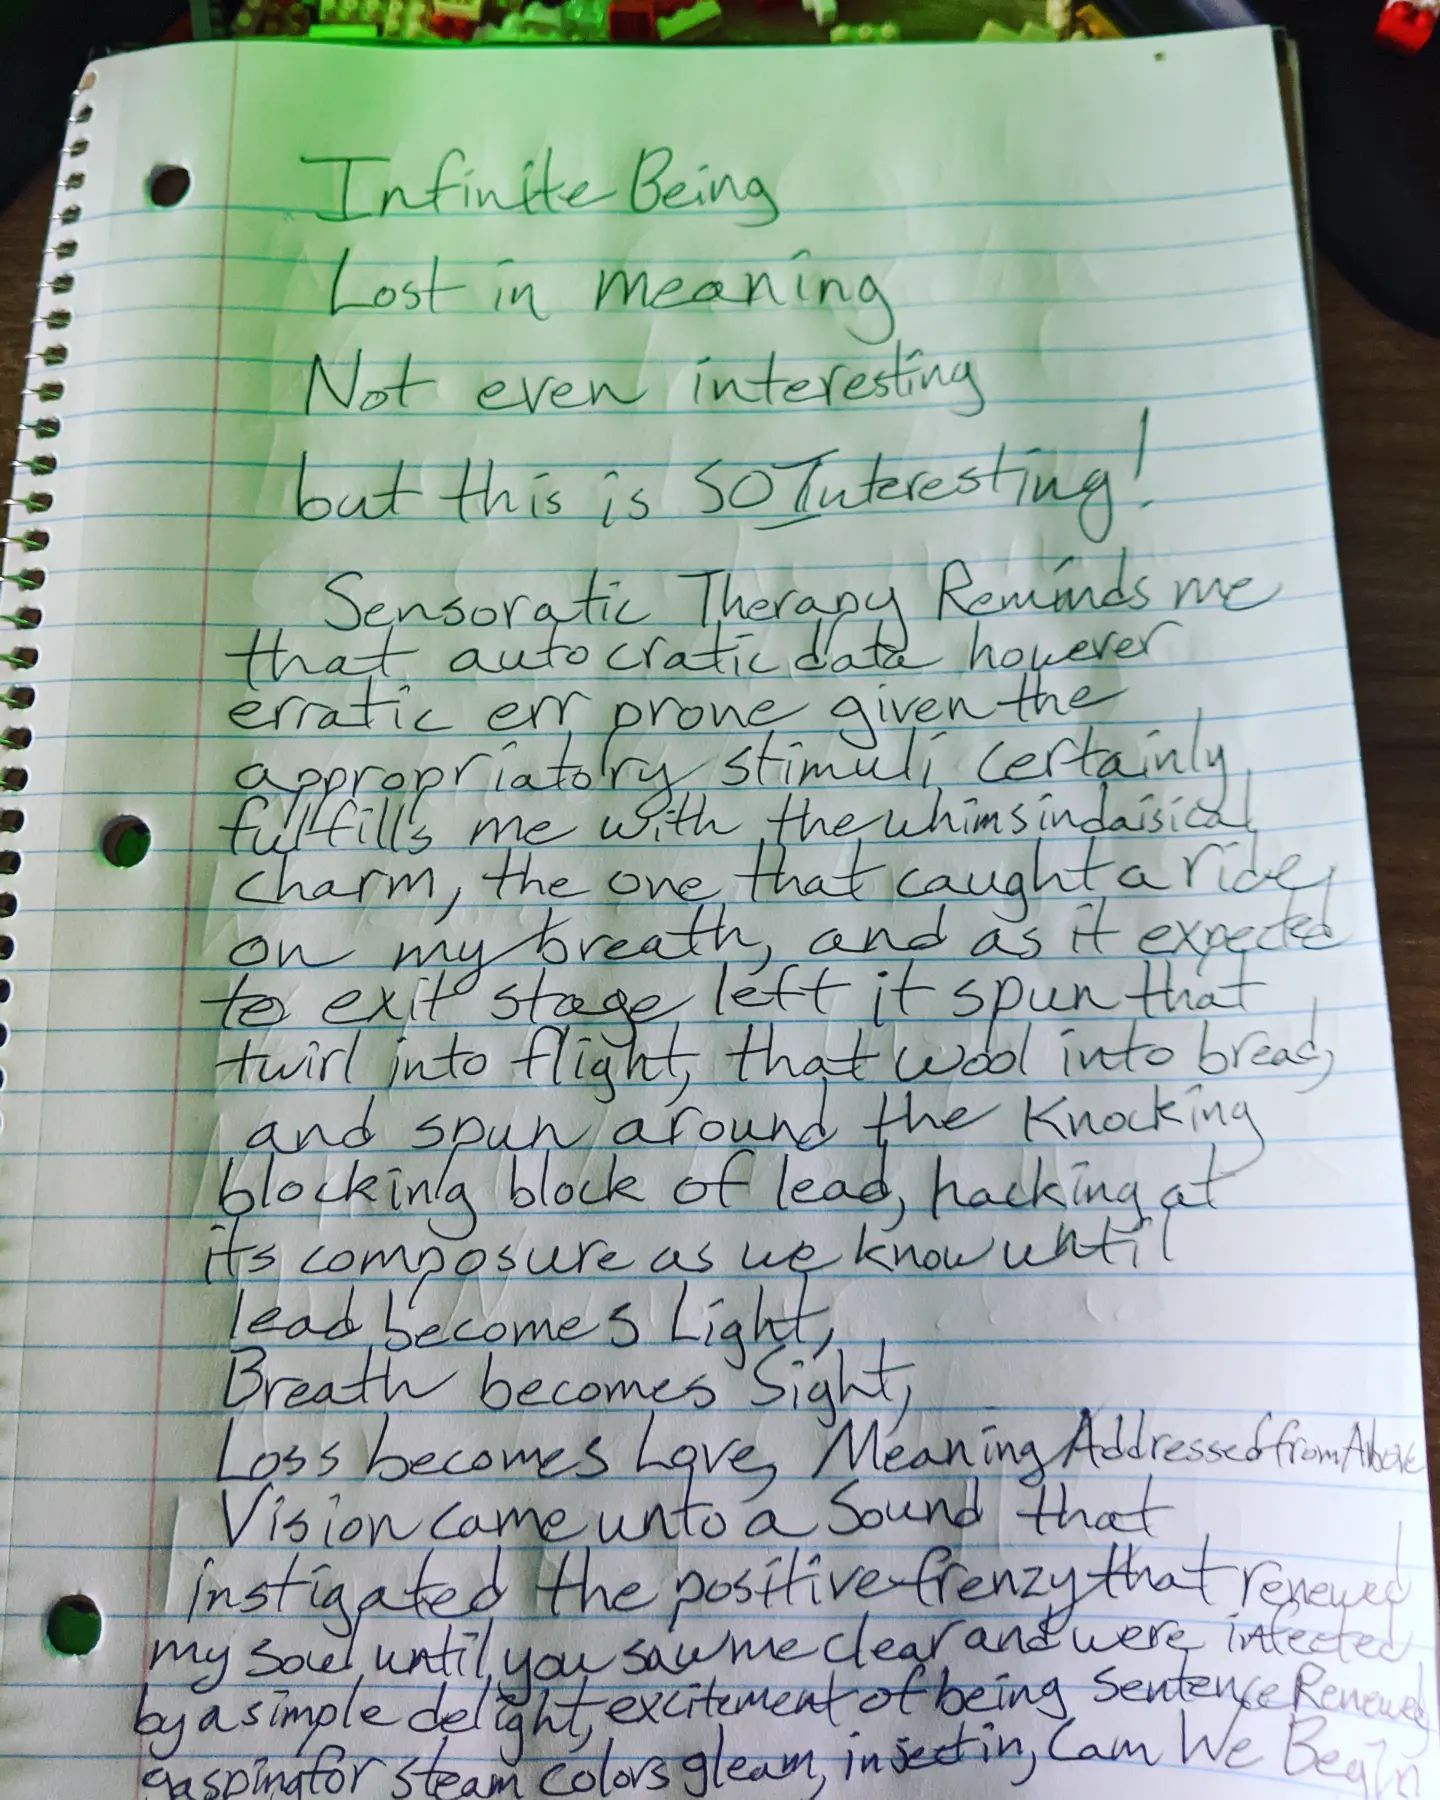 Infinite Being
Lost in meaning
Not even interesting
but this is SO Interesting!
Sensoratic Therapy Reminds me
that autocratic data however
erratic err prone given the
appropriatory stimuli, certainly
fulfills me with the whimsindaisical
charm, the one that caught a ride
on my breath, and as it expected
to exit stage left it spun that
twirl into flight, that wool into bread,
and spun around the Knocking
blocking block of lead, hacking at
its composure as we know until
lead becomes Light,
Breath becomes Sight,
Loss becomes Love, Meaning Addressed from Above
Vision came unto a Sound that
instigated the positive frenzy that renewed
my soul until you saw me clear and were infected
by a simple delight, excitement of being Sentence Renewed
gasping for steam colors gleam, insect in, Can We Begin